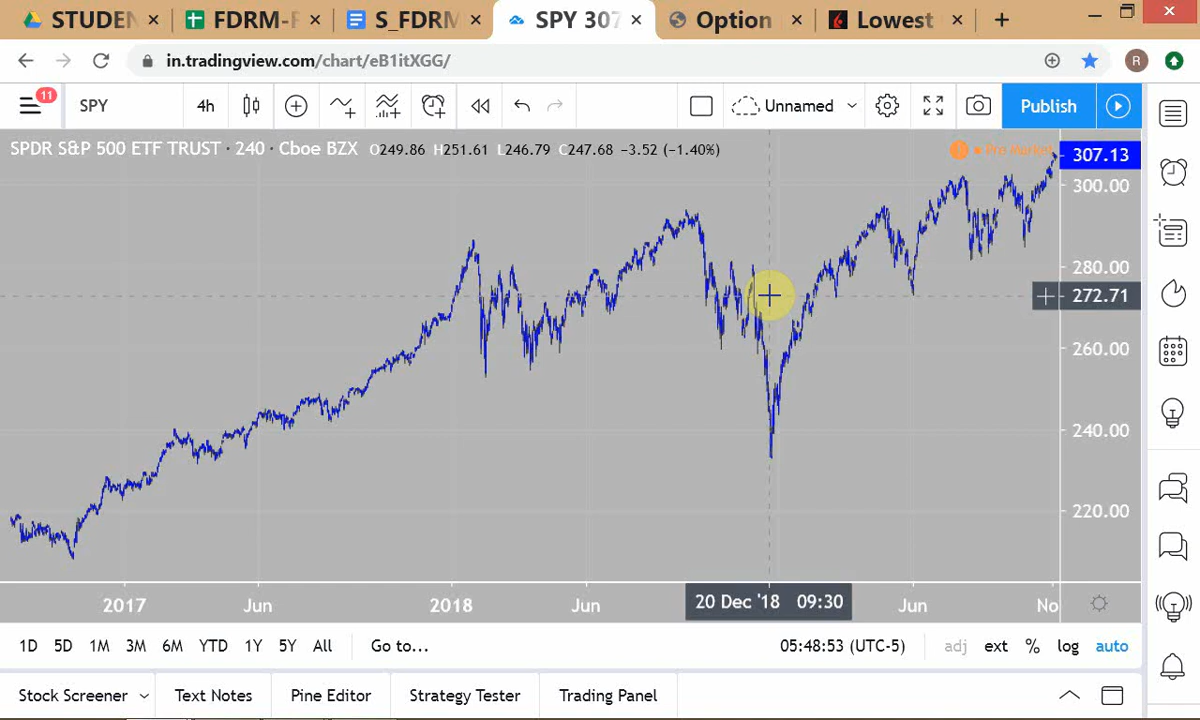 STUDEN FDRM-F S_FDRM SPY 307 Option Lowest
in.tradingview.com/chart/eB1itXGG/ R
11 SPY 4h Unnamed Publish
SPDR S&P 500 ETF TRUST · 240 · Cboe BZX O249.86 H251.61 L246.79 C247.68 −3.52 (−1.40%)
Pro Market
307.13
300.00
280.00
272.71
260.00
240.00
220.00
2017 Jun 2018 Jun 20 Dec '18 09:30 Jun No
1D 5D 1M 3M 6M YTD 1Y 5Y All Go to... 05:48:53 (UTC-5) adj ext % log auto
Stock Screener Text Notes Pine Editor Strategy Tester Trading Panel